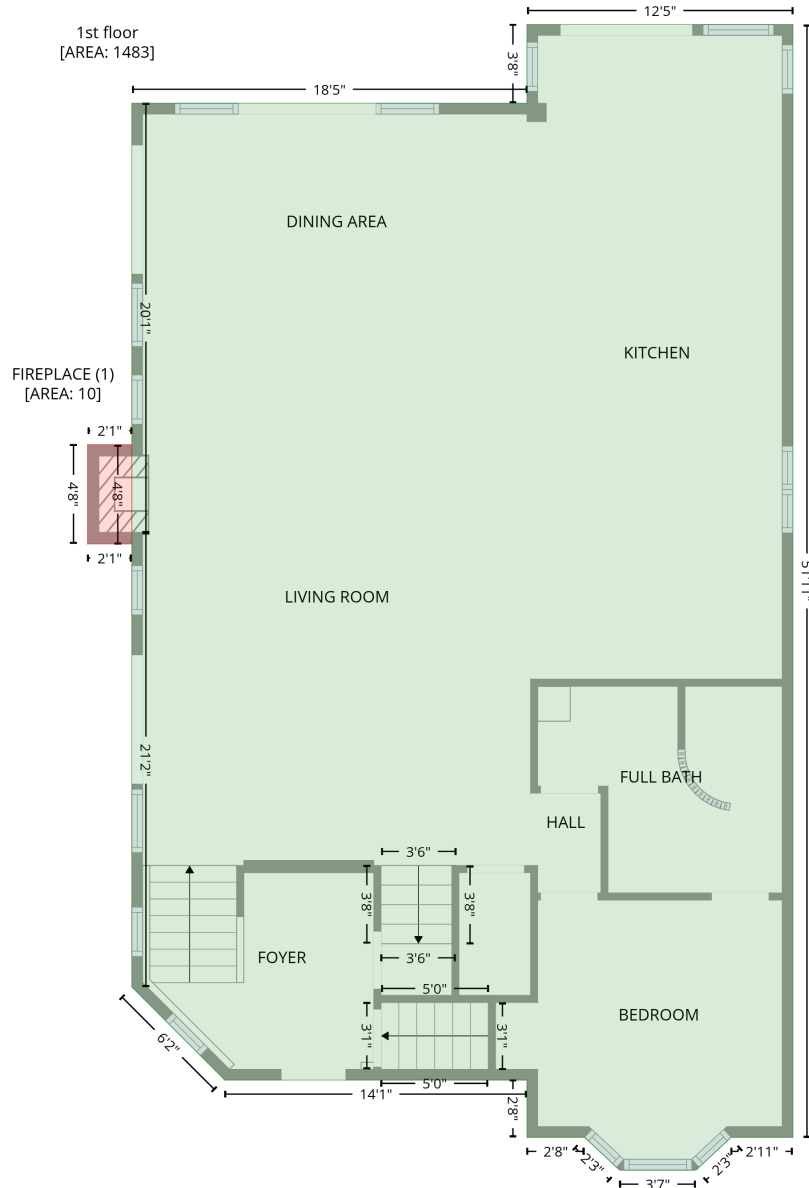 12'5"
1st floor
[AREA: 1483]
3'8"
18'5"
DINING AREA
20'1"
KITCHEN
FIREPLACE (1)
[AREA: 10]
2'1"
4'8"
4'8"
2'1"
51'11"
LIVING ROOM
21'2"
FULL BATH
HALL
3'6"
3'8"
3'8"
FOYER
3'6"
5'0"
BEDROOM
3'1"
3'1"
6'2"
5'0"
14'1"
2'8"
2'8"
2'3"
2'3"
2'11"
3'7"